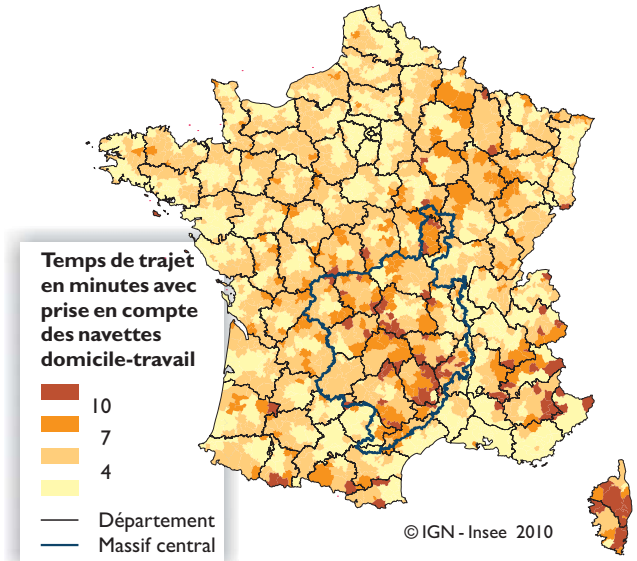 Temps de trajet
en minutes avec
prise en compte
des navettes
domicile-travail
10
7
4
Département
Massif central
© IGN - Insee 2010